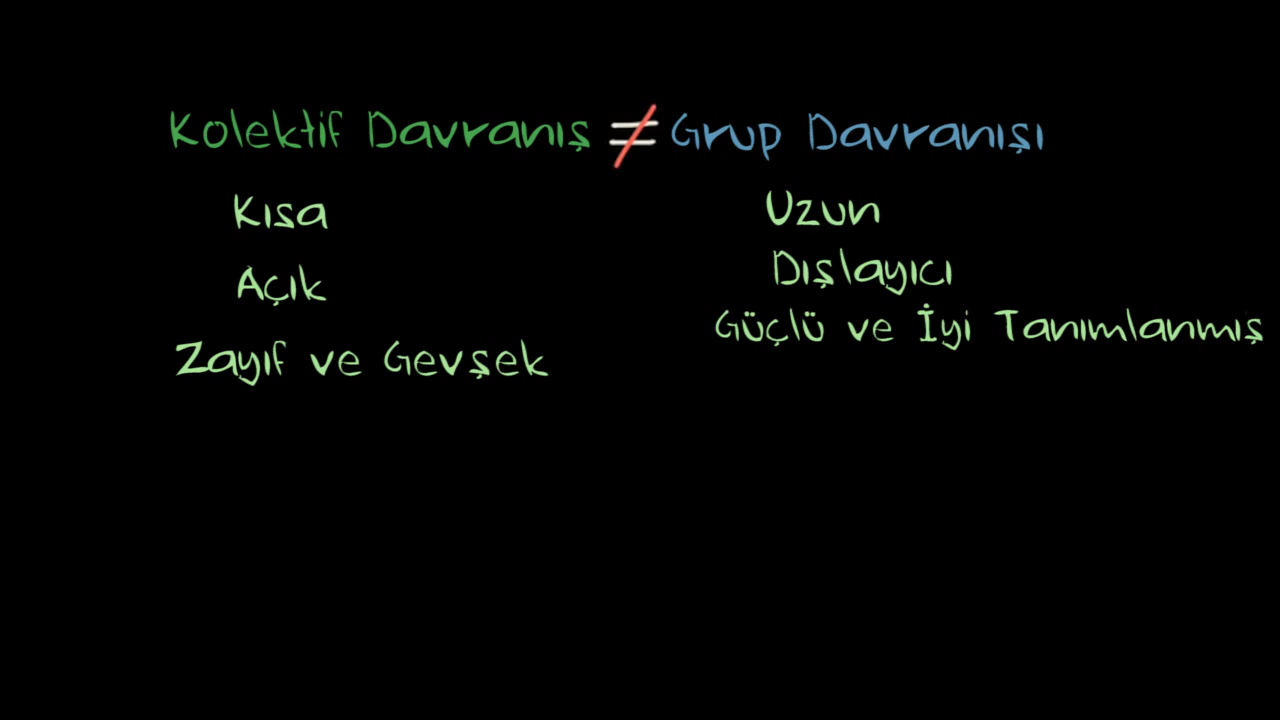 Kolektif Davranış ≠ Grup Davranışı
Kısa
Uzun
Açık
Dışlayıcı
Zayıf ve Gevşek
Güçlü ve İyi Tanımlanmış